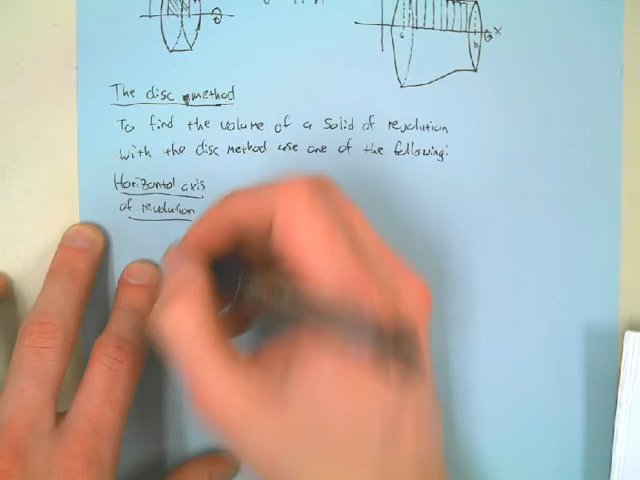 x
The disc method
To find the volume of a solid of revolution
with the disc method use one of the following:
Horizontal axis
of revolution